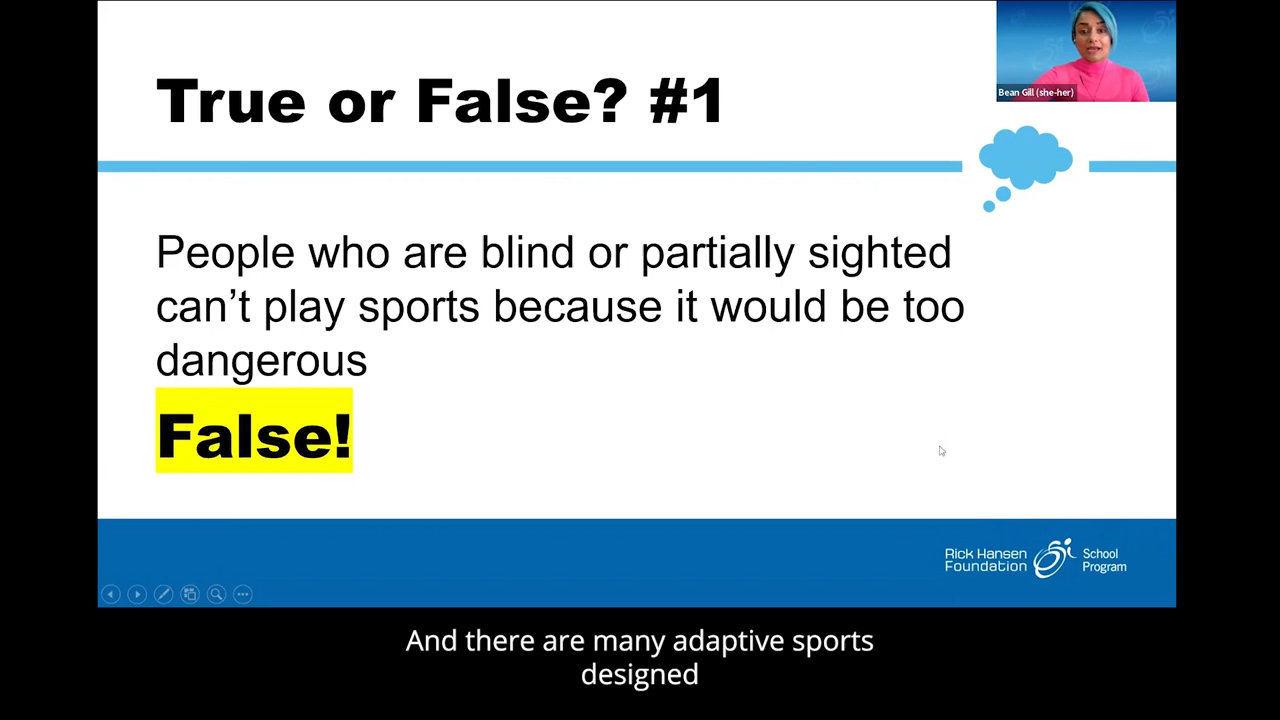 True or False? #1
Bean Gill (she-her)
People who are blind or partially sighted
can’t play sports because it would be too
dangerous
False!
Rick Hansen
Foundation
School
Program
And there are many adaptive sports
designed